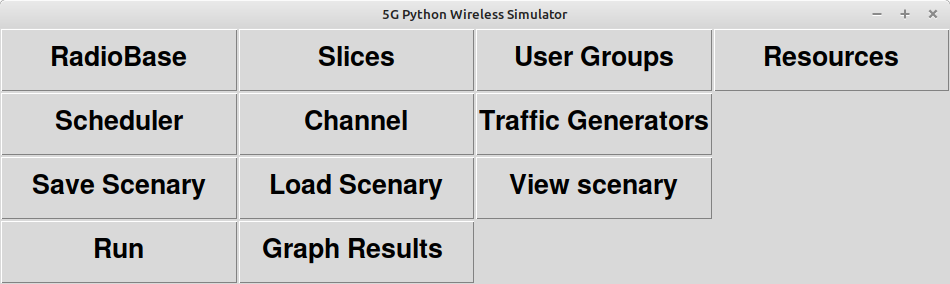 5G Python Wireless Simulator
RadioBase Slices User Groups Resources
Scheduler Channel Traffic Generators
Save Scenary Load Scenary View scenary
Run Graph Results